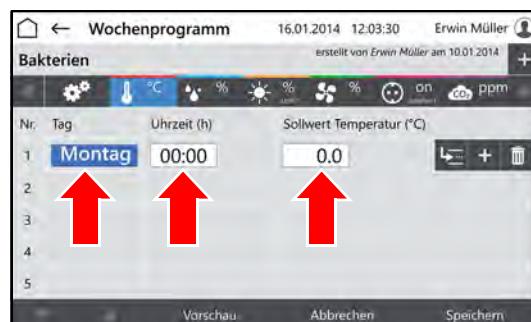 Wochenprogramm 16.01.2014 12:03:30 Erwin Müller
Bakterien erstellt von Erwin Müller am 10.01.2014
°C % % % on ppm
Nr. Tag Uhrzeit (h) Sollwert Temperatur (°C)
1 Montag 00:00 0.0
2
3
4
5
Vorschau Abbrechen Speichern